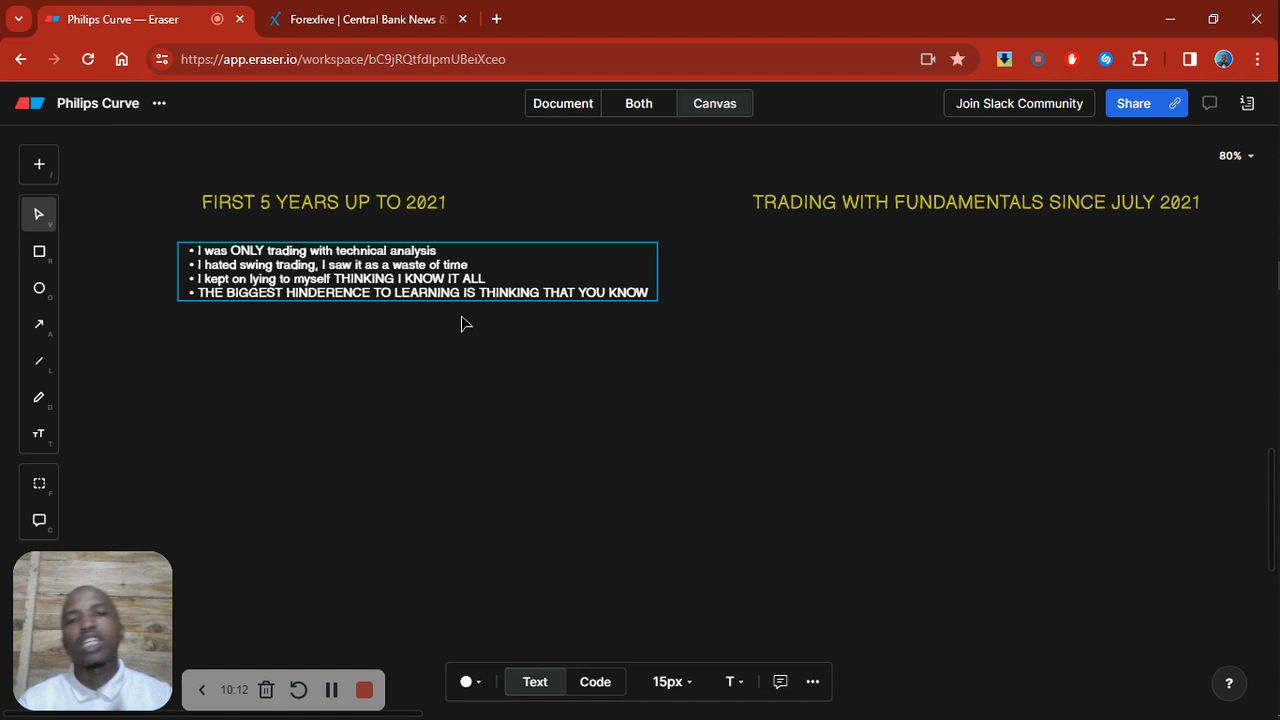 Philips Curve — Eraser
Forexlive | Central Bank News &
https://app.eraser.io/workspace/bC9jRQtfdIpmUBeiXceo
Philips Curve
Document
Both
Canvas
Join Slack Community
Share
80%
FIRST 5 YEARS UP TO 2021
TRADING WITH FUNDAMENTALS SINCE JULY 2021
• I was ONLY trading with technical analysis
• I hated swing trading, I saw it as a waste of time
• I kept on lying to myself THINKING I KNOW IT ALL
• THE BIGGEST HINDERENCE TO LEARNING IS THINKING THAT YOU KNOW
/
V
R
O
A
L
D
T
F
C
10:12
Text
Code
15px
T
?